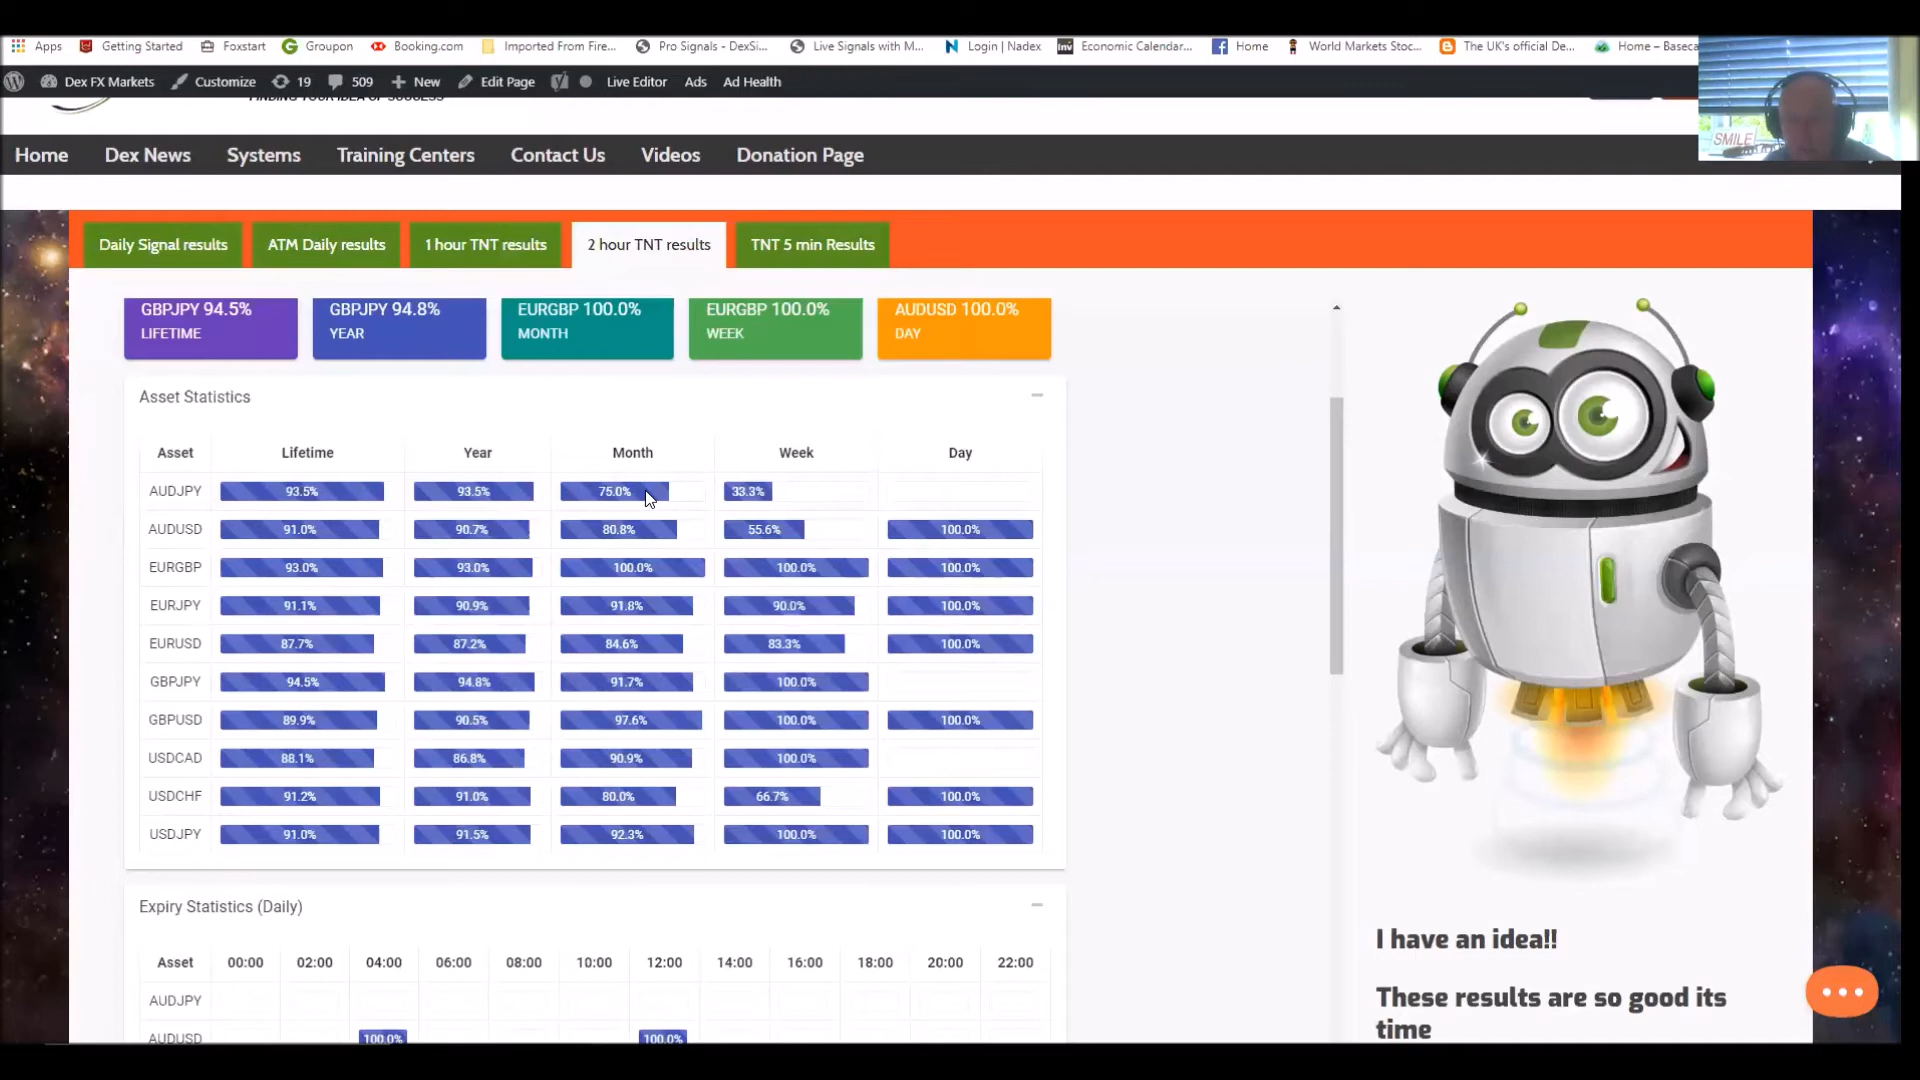 Apps Getting Started Foxstart Groupon Booking.com Imported From Fire... Pro Signals - DexSi... Live Signals with M... Login | Nadex Economic Calendar... Home World Markets Stoc... The UK's official De... Home – Baseca
Dex FX Markets Customize 19 509 New Edit Page Live Editor Ads Ad Health
FINDING YOUR IDEA OF SUCCESS
SMILE
Home Dex News Systems Training Centers Contact Us Videos Donation Page
Daily Signal results ATM Daily results 1 hour TNT results 2 hour TNT results TNT 5 min Results
GBPJPY 94.5% GBPJPY 94.8% EURGBP 100.0% EURGBP 100.0% AUDUSD 100.0%
LIFETIME YEAR MONTH WEEK DAY
Asset Statistics
Asset Lifetime Year Month Week Day
AUDJPY 93.5% 93.5% 75.0% 33.3%
AUDUSD 91.0% 90.7% 80.8% 55.6% 100.0%
EURGBP 93.0% 93.0% 100.0% 100.0% 100.0%
EURJPY 91.1% 90.9% 91.8% 90.0% 100.0%
EURUSD 87.7% 87.2% 84.6% 83.3% 100.0%
GBPJPY 94.5% 94.8% 91.7% 100.0%
GBPUSD 89.9% 90.5% 97.6% 100.0% 100.0%
USDCAD 88.1% 86.8% 90.9% 100.0%
USDCHF 91.2% 91.0% 80.0% 66.7% 100.0%
USDJPY 91.0% 91.5% 92.3% 100.0% 100.0%
Expiry Statistics (Daily)
Asset 00:00 02:00 04:00 06:00 08:00 10:00 12:00 14:00 16:00 18:00 20:00 22:00
AUDJPY
AUDUSD 100.0% 100.0%
I have an idea!!
These results are so good its
time